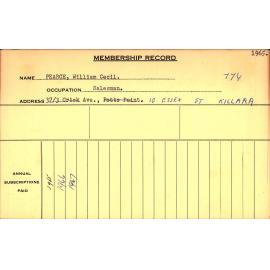 1965.
MEMBERSHIP RECORD
NAME PEARCE, William Cecil. 774
OCCUPATION Salesman.
ADDRESS 37/3 Crick Ave., Potts Point. 10 ESSEX ST KILLARA
ANNUAL
SUBSCRIPTIONS
PAID
1965
1966
1967